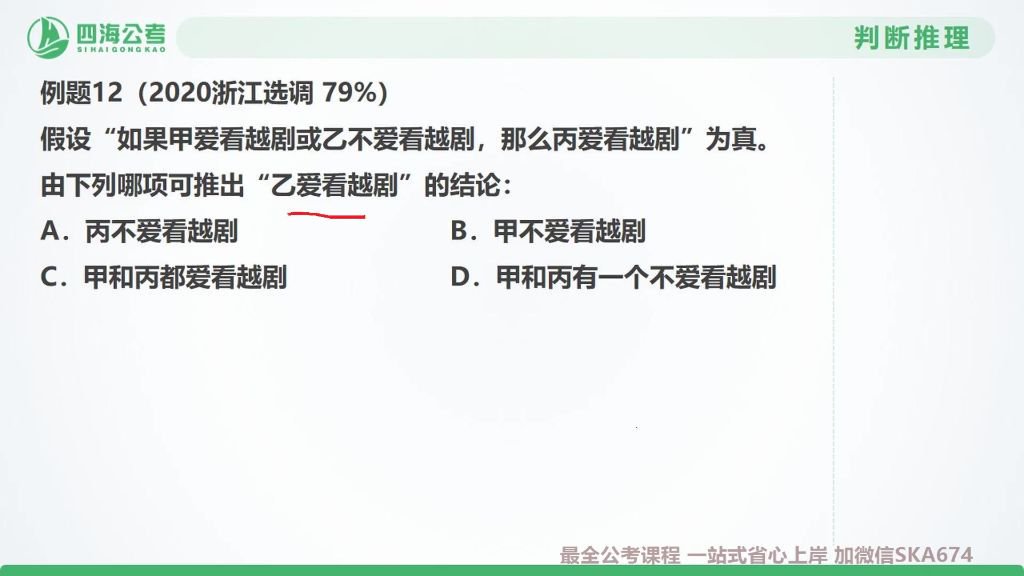 四海公考
SIHAIGONGKAO
判断推理
例题12（2020浙江选调 79%）
假设“如果甲爱看越剧或乙不爱看越剧，那么丙爱看越剧”为真。
由下列哪项可推出“乙爱看越剧”的结论：
A．丙不爱看越剧 B．甲不爱看越剧
C．甲和丙都爱看越剧 D．甲和丙有一个不爱看越剧
最全公考课程 一站式省心上岸 加微信SKA674